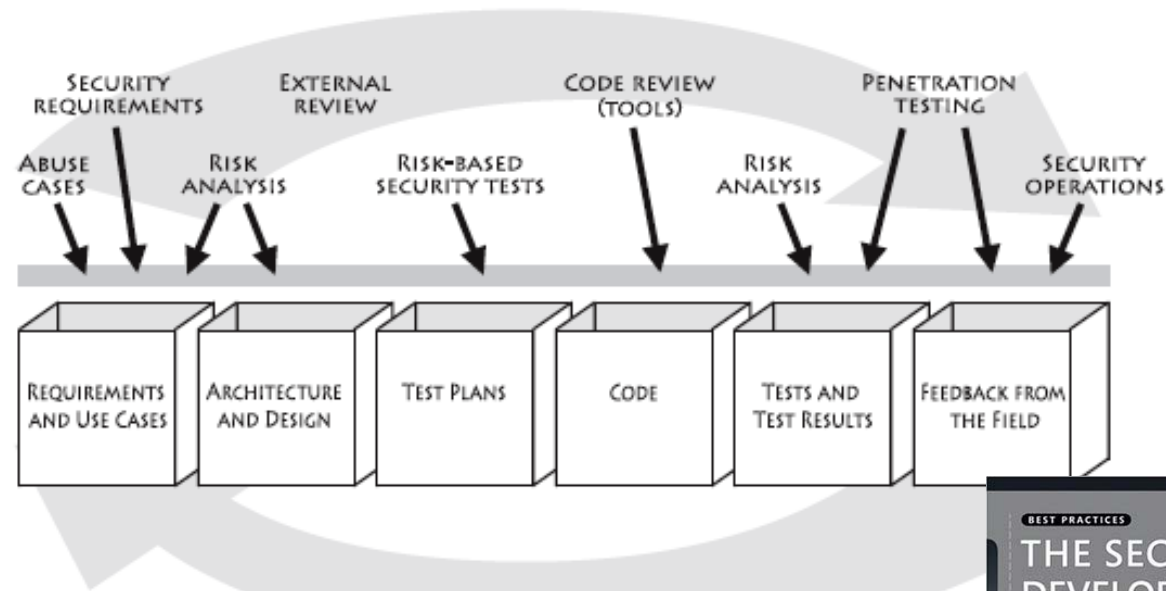 SECURITY
REQUIREMENTS
EXTERNAL
REVIEW
CODE REVIEW
(TOOLS)
PENETRATION
TESTING
ABUSE
CASES
RISK
ANALYSIS
RISK-BASED
SECURITY TESTS
RISK
ANALYSIS
SECURITY
OPERATIONS
REQUIREMENTS
AND USE CASES
ARCHITECTURE
AND DESIGN
TEST PLANS
CODE
TESTS AND
TEST RESULTS
FEEDBACK FROM
THE FIELD
BEST PRACTICES
THE SEC